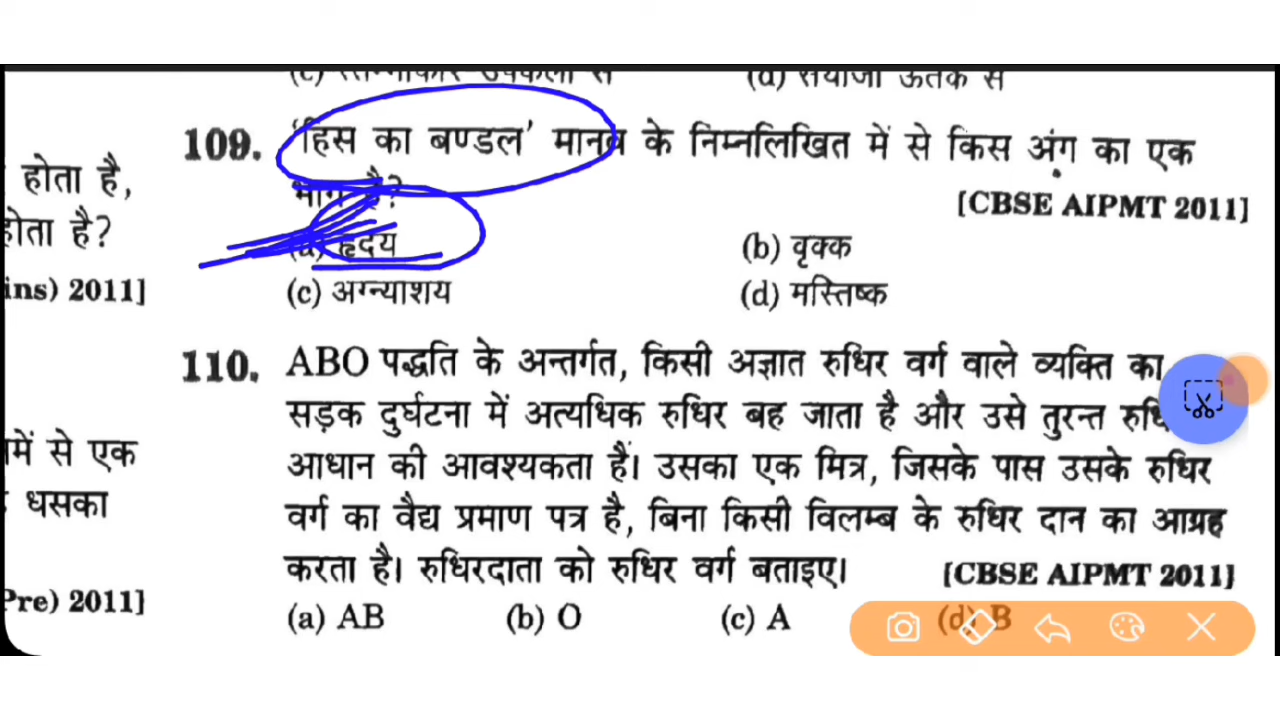 109. 'हिस का बण्डल' मानव के निम्नलिखित में से किस अंग का एक
भाग है?
[CBSE AIPMT 2011]
(a) हृदय
(b) वृक्क
(c) अग्न्याशय
(d) मस्तिष्क
110. ABO पद्धति के अन्तर्गत, किसी अज्ञात रुधिर वर्ग वाले व्यक्ति का
सड़क दुर्घटना में अत्यधिक रुधिर बह जाता है और उसे तुरन्त
आधान की आवश्यकता हैं। उसका एक मित्र, जिसके पास उसके रुधिर
वर्ग का वैद्य प्रमाण पत्र है, बिना किसी विलम्ब के रुधिर दान का आग्रह
करता है। रुधिरदाता को रुधिर वर्ग बताइए।
[CBSE AIPMT 2011]
(a) AB (b) O (c) A (d) B
होता है,
होता है?
2011]
में से एक
धसका
2011]